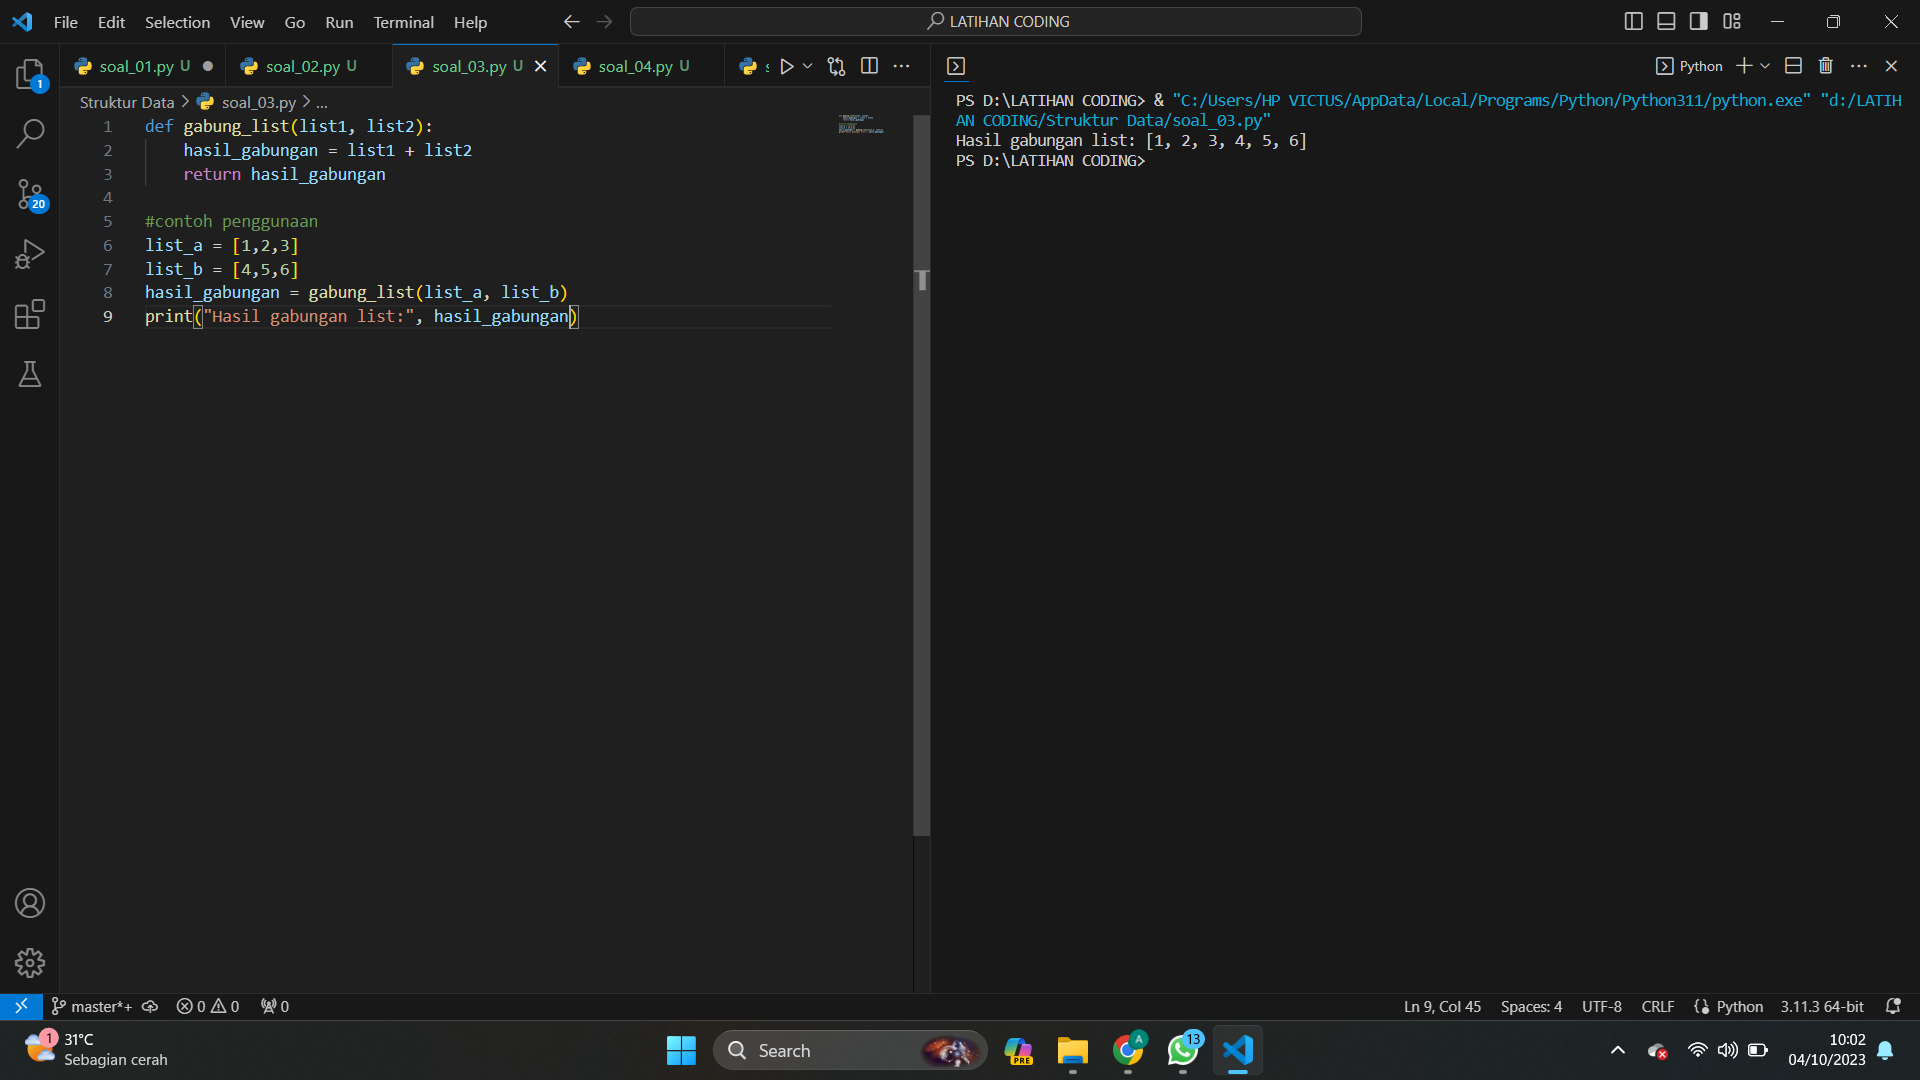 File Edit Selection View Go Run Terminal Help
LATIHAN CODING
soal_01.py U
soal_02.py U
soal_03.py U
soal_04.py U
s
Struktur Data > soal_03.py > ...
1 def gabung_list(list1, list2):
2 hasil_gabungan = list1 + list2
3 return hasil_gabungan
4
5 #contoh penggunaan
6 list_a = [1,2,3]
7 list_b = [4,5,6]
8 hasil_gabungan = gabung_list(list_a, list_b)
9 print("Hasil gabungan list:", hasil_gabungan)
1
20
Python
PS D:\LATIHAN CODING> & "C:/Users/HP VICTUS/AppData/Local/Programs/Python/Python311/python.exe" "d:/LATIH
AN CODING/Struktur Data/soal_03.py"
Hasil gabungan list: [1, 2, 3, 4, 5, 6]
PS D:\LATIHAN CODING>
master*+ 0 0 0
Ln 9, Col 45 Spaces: 4 UTF-8 CRLF Python 3.11.3 64-bit
1
31°C
Sebagian cerah
Search
PRE
A
13
10:02
04/10/2023